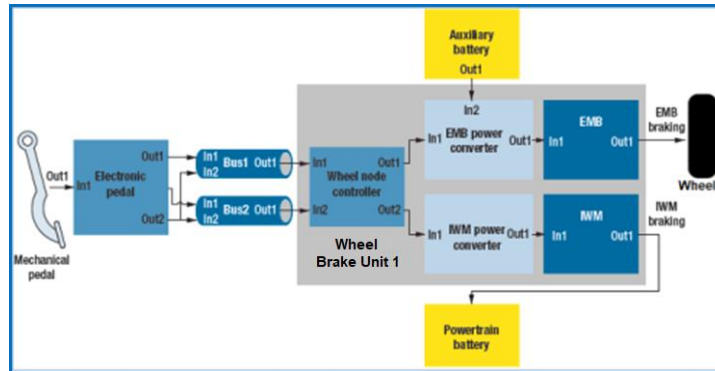 Auxiliary
battery
Out1
In2
In1
EMB power
converter
Out1
EMB
In1
Out1
EMB
braking
Wheel
Out1
In1
Electronic
pedal
Out1
Out2
In1
In2
Bus1
Out1
In1
In2
Bus2
Out1
In1
In2
Wheel node
controller
Out1
Out2
Wheel
Brake Unit 1
In1
IWM power
converter
Out1
IWM
In1
Out1
IWM
braking
Mechanical
pedal
Powertrain
battery